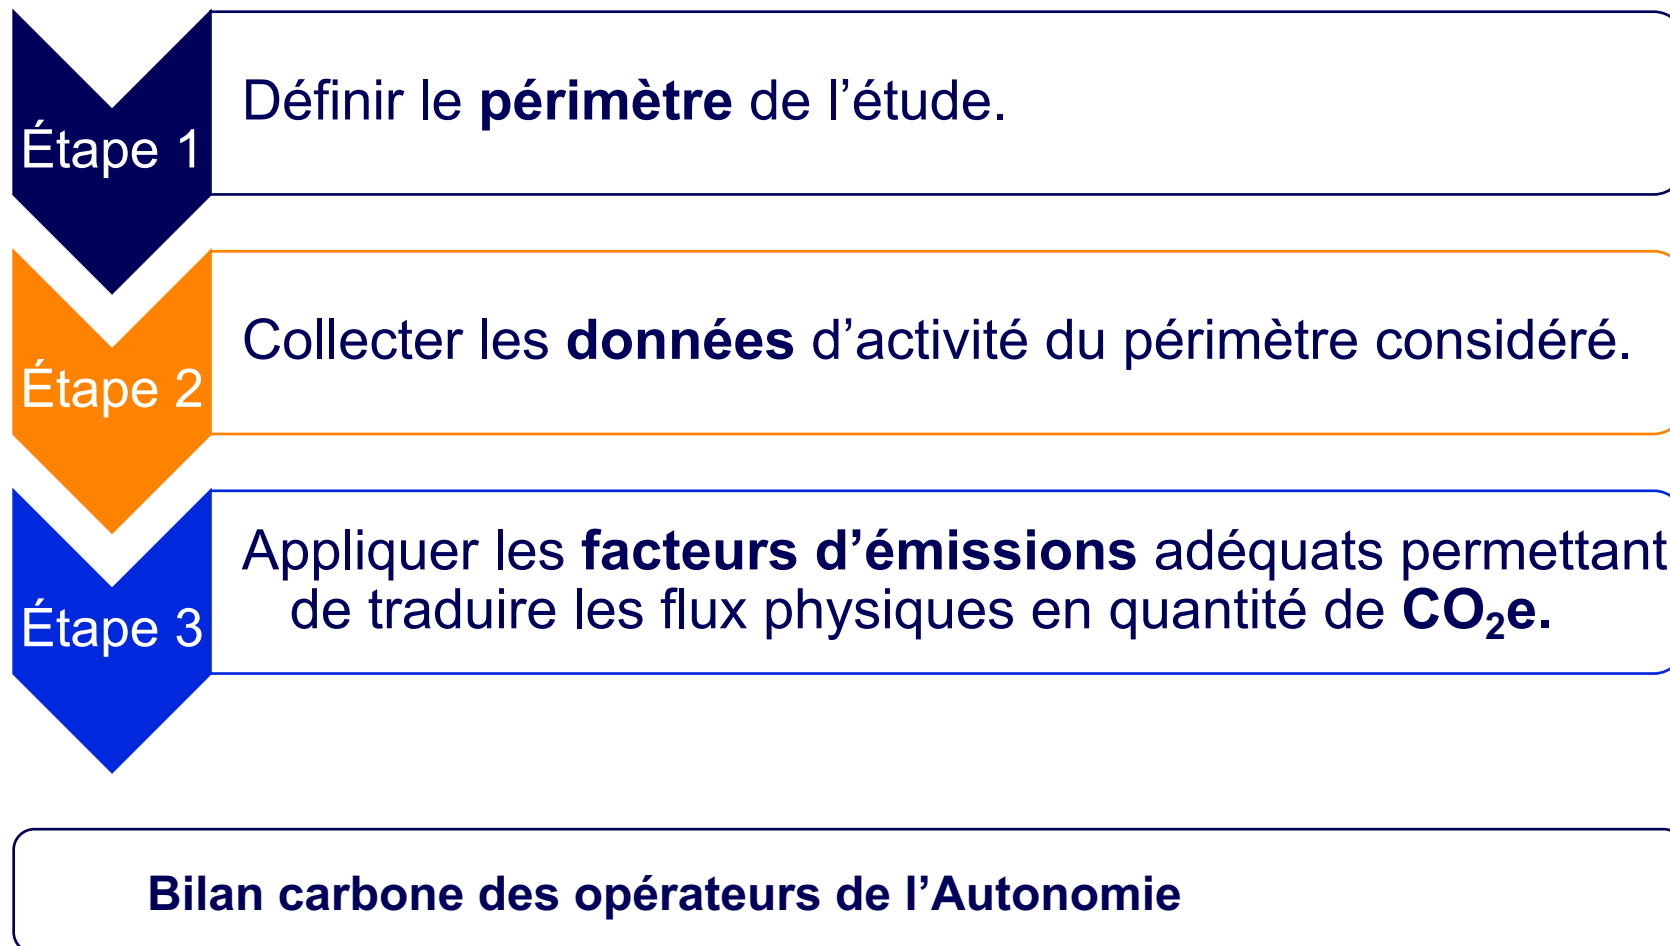 Étape 1
Définir le périmètre de l’étude.
Étape 2
Collecter les données d’activité du périmètre considéré.
Étape 3
Appliquer les facteurs d’émissions adéquats permettant
de traduire les flux physiques en quantité de CO₂e.
Bilan carbone des opérateurs de l’Autonomie